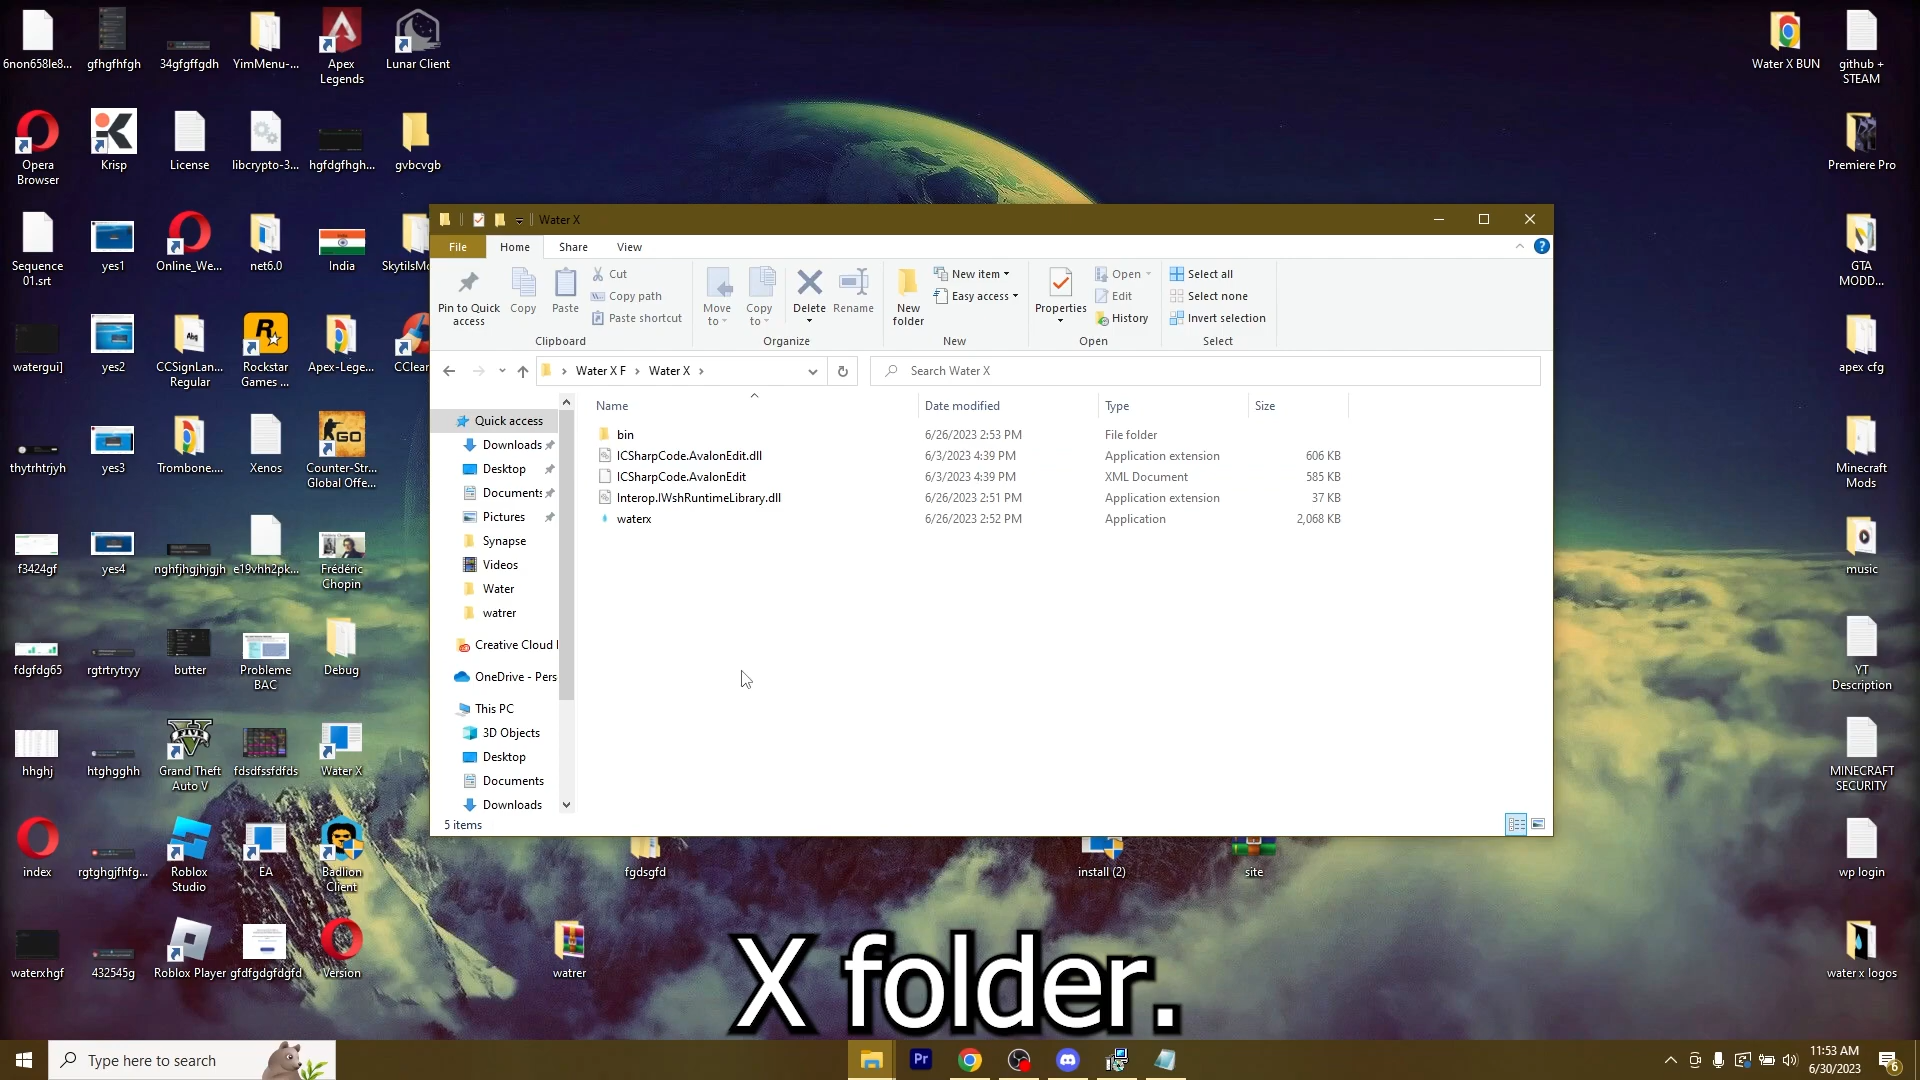 6non658le8...
gfhgfhfgh
34gfgffgdh
YimMenu-...
Apex
Legends
Lunar Client
Water X BUN
github +
STEAM
Opera
Browser
Krisp
License
libcrypto-3...
hgfdgfhgh...
gvbcvgb
Premiere Pro
Sequence
01.srt
yes1
Online_We...
net6.0
India
SkytilsMo
GTA
MODD...
watergui]
yes2
CCSignLan...
Regular
Rockstar
Games ...
Apex-Lege...
CClean
apex cfg
thytrhtrjyh
yes3
Trombone....
Xenos
Counter-Str...
Global Offe...
Minecraft
Mods
f3424gf
yes4
nghfjhgjhjgjh
e19vhh2pk...
Frédéric
Chopin
music
fdgfdg65
rgtrtrytryy
butter
Probleme
BAC
Debug
YT
Description
hhghj
htghgghh
Grand Theft
Auto V
fdsdfssfdfds
Water X
MINECRAFT
SECURITY
index
rgtghgjfhfg...
Roblox
Studio
EA
Badlion
Client
fgdsgfd
install (2)
site
wp login
waterxhgf
432545g
Roblox Player
gfdfgdgfdgfd
Version
watrer
water x logos
Water X
File
Home
Share
View
Pin to Quick
access
Copy
Paste
Cut
Copy path
Paste shortcut
Clipboard
Move
to
Copy
to
Delete
Rename
Organize
New
folder
New item
Easy access
New
Properties
Open
Edit
History
Open
Select all
Select none
Invert selection
Select
Water X F
Water X
Search Water X
Name
Date modified
Type
Size
bin
6/26/2023 2:53 PM
File folder
ICSharpCode.AvalonEdit.dll
6/3/2023 4:39 PM
Application extension
606 KB
ICSharpCode.AvalonEdit
6/3/2023 4:39 PM
XML Document
585 KB
Interop.IWshRuntimeLibrary.dll
6/26/2023 2:51 PM
Application extension
37 KB
waterx
6/26/2023 2:52 PM
Application
2,068 KB
Quick access
Downloads
Desktop
Documents
Pictures
Synapse
Videos
Water
watrer
Creative Cloud
OneDrive - Pers
This PC
3D Objects
Desktop
Documents
Downloads
5 items
X folder.
Type here to search
Pr
11:53 AM
6/30/2023
6